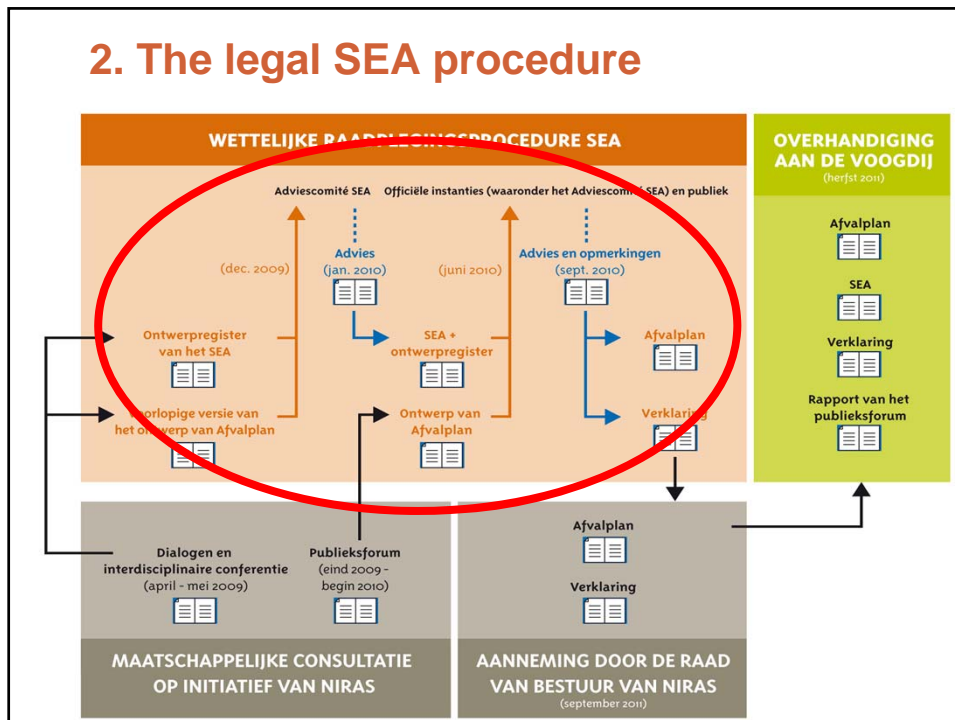 2. The legal SEA procedure
WETTELIJKE RAADPLEGINGSPROCEDURE SEA
Adviescomité SEA
Officiële instanties (waaronder het Adviescomité SEA) en publiek
(dec. 2009)
Advies
(jan. 2010)
(juni 2010)
Advies en opmerkingen
(sept. 2010)
Ontwerpregister
van het SEA
SEA +
ontwerpregister
Afvalplan
Voorlopige versie van
het ontwerp van Afvalplan
Ontwerp van
Afvalplan
Verklaring
OVERHANDIGING
AAN DE VOOGDIJ
(herfst 2011)
Afvalplan
SEA
Verklaring
Rapport van het
publieksforum
Dialogen en
interdisciplinaire conferentie
(april - mei 2009)
Publieksforum
(eind 2009 -
begin 2010)
MAATSCHAPPELIJKE CONSULTATIE
OP INITIATIEF VAN NIRAS
Afvalplan
Verklaring
AANNEMING DOOR DE RAAD
VAN BESTUUR VAN NIRAS
(september 2011)